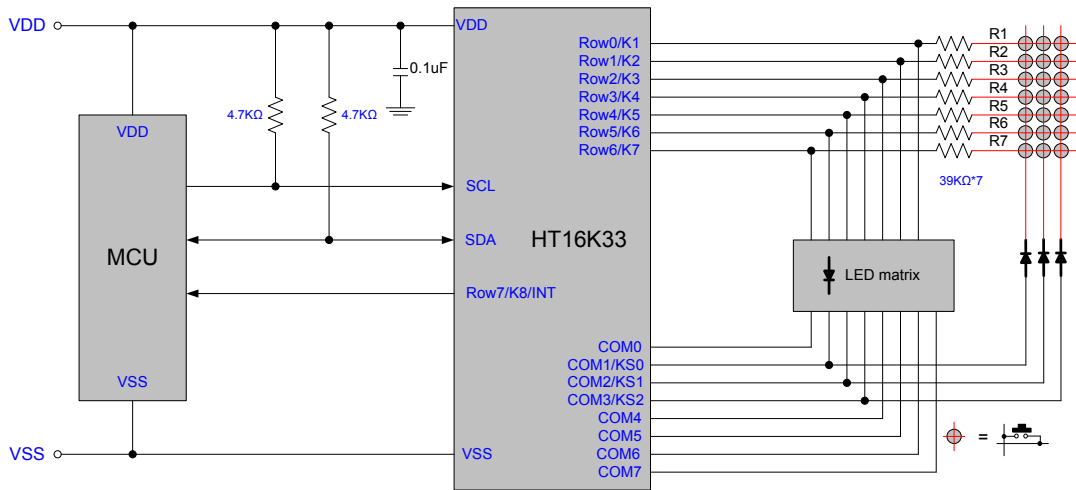 VDD
VDD
Row0/K1
R1
Row1/K2
R2
Row2/K3
R3
0.1uF
Row3/K4
R4
4.7KΩ
4.7KΩ
Row4/K5
R5
VDD
Row5/K6
R6
Row6/K7
R7
39KΩ*7
SCL
MCU
SDA
HT16K33
LED matrix
Row7/K8/INT
COM0
COM1/KS0
VSS
COM2/KS1
COM3/KS2
COM4
COM5
=
VSS
VSS
COM6
COM7